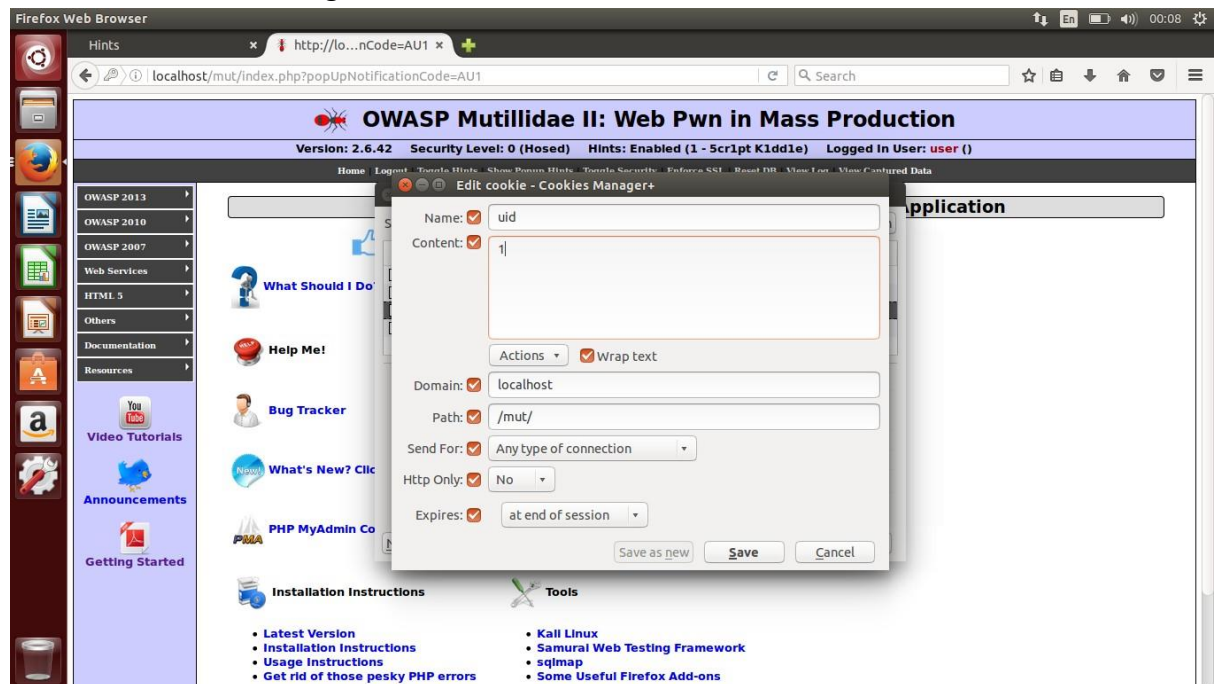 Firefox Web Browser
En
00:08
Hints
http://lo...nCode=AU1
localhost/mut/index.php?popUpNotificationCode=AU1
Search
OWASP Mutillidae II: Web Pwn in Mass Production
Version: 2.6.42 Security Level: 0 (Hosed) Hints: Enabled (1 - 5cr1pt K1dd1e) Logged In User: user ()
Home Logout Toggle Hints Show Popup Hints Toggle Security Enforce SSL Reset DB View Log View Captured Data
OWASP 2013
OWASP 2010
OWASP 2007
Web Services
HTML 5
Others
Documentation
Resources
You
Tube
Video Tutorials
Announcements
Getting Started
Application
What Should I Do
Help Me!
Bug Tracker
New!
What's New? Clic
PMA
PHP MyAdmin Co
Installation Instructions
Latest Version
Installation Instructions
Usage Instructions
Get rid of those pesky PHP errors
Tools
Kali Linux
Samurai Web Testing Framework
sqlmap
Some Useful Firefox Add-ons
Edit cookie - Cookies Manager+
Name: uid
Content: 1
Actions Wrap text
Domain: localhost
Path: /mut/
Send For: Any type of connection
Http Only: No
Expires: at end of session
Save as new Save Cancel